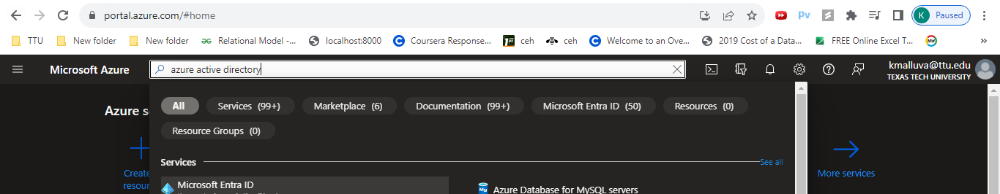 portal.azure.com/#home
Paused
TTU New folder New folder Relational Model -... localhost:8000 Coursera Response... ceh ceh Welcome to an Ove... 2019 Cost of a Data... FREE Online Excel T...
Microsoft Azure azure active directory kmalluva@ttu.edu
TEXAS TECH UNIVERSITY
Azure s
All Services (99+) Marketplace (6) Documentation (99+) Microsoft Entra ID (50) Resources (0)
Resource Groups (0)
Services See all
Create
resour
More services
Microsoft Entra ID
Azure Database for MySQL servers